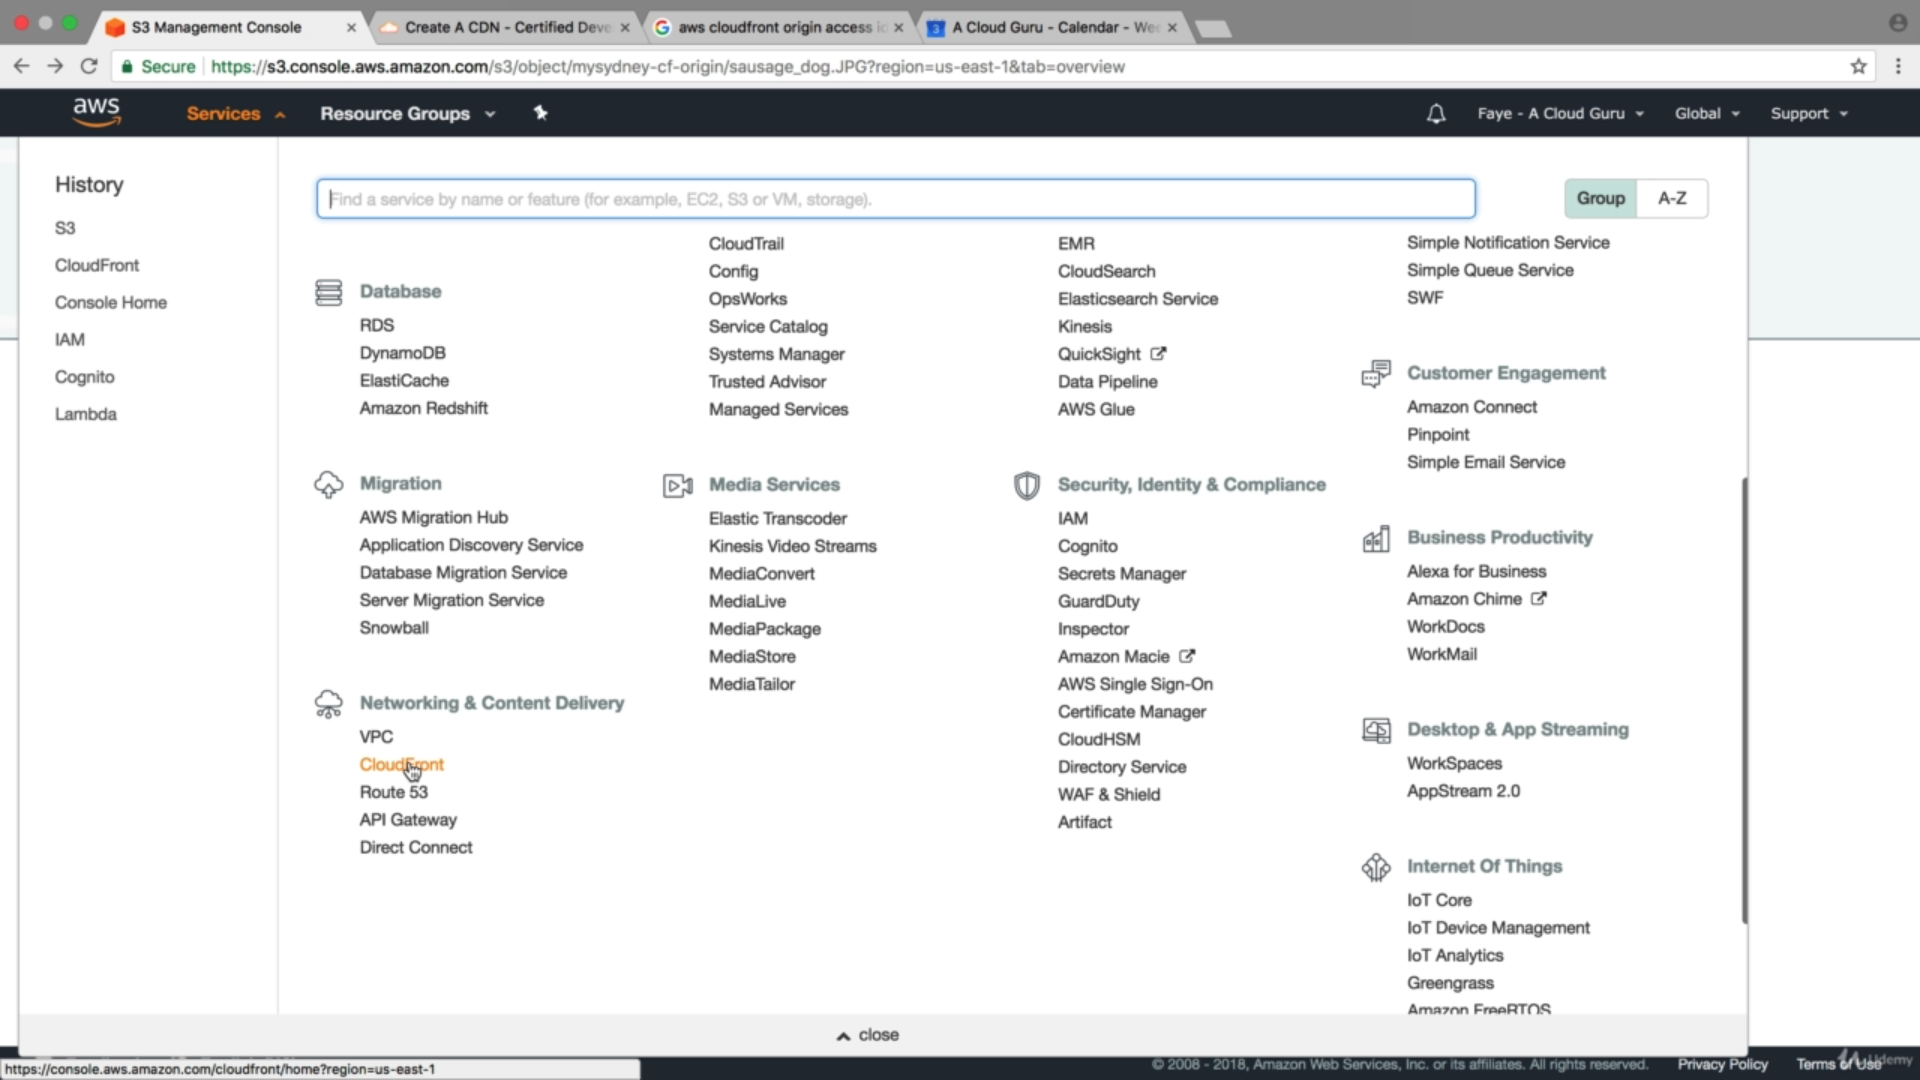 S3 Management Console
Create A CDN - Certified Deve
aws cloudfront origin access id
A Cloud Guru - Calendar - Wee
Secure
https://s3.console.aws.amazon.com/s3/object/mysydney-cf-origin/sausage_dog.JPG?region=us-east-1&tab=overview
aws
Services
Resource Groups
Faye - A Cloud Guru
Global
Support
History
S3
CloudFront
Console Home
IAM
Cognito
Lambda
Find a service by name or feature (for example, EC2, S3 or VM, storage).
Group
A-Z
Database
RDS
DynamoDB
ElastiCache
Amazon Redshift
Migration
AWS Migration Hub
Application Discovery Service
Database Migration Service
Server Migration Service
Snowball
Networking & Content Delivery
VPC
CloudFront
Route 53
API Gateway
Direct Connect
CloudTrail
Config
OpsWorks
Service Catalog
Systems Manager
Trusted Advisor
Managed Services
Media Services
Elastic Transcoder
Kinesis Video Streams
MediaConvert
MediaLive
MediaPackage
MediaStore
MediaTailor
EMR
CloudSearch
Elasticsearch Service
Kinesis
QuickSight
Data Pipeline
AWS Glue
Security, Identity & Compliance
IAM
Cognito
Secrets Manager
GuardDuty
Inspector
Amazon Macie
AWS Single Sign-On
Certificate Manager
CloudHSM
Directory Service
WAF & Shield
Artifact
Simple Notification Service
Simple Queue Service
SWF
Customer Engagement
Amazon Connect
Pinpoint
Simple Email Service
Business Productivity
Alexa for Business
Amazon Chime
WorkDocs
WorkMail
Desktop & App Streaming
WorkSpaces
AppStream 2.0
Internet Of Things
IoT Core
IoT Device Management
IoT Analytics
Greengrass
Amazon FreeRTOS
close
https://console.aws.amazon.com/cloudfront/home?region=us-east-1
© 2008 - 2018, Amazon Web Services, Inc. or its affiliates. All rights reserved.
Privacy Policy
Terms of Use
Udemy